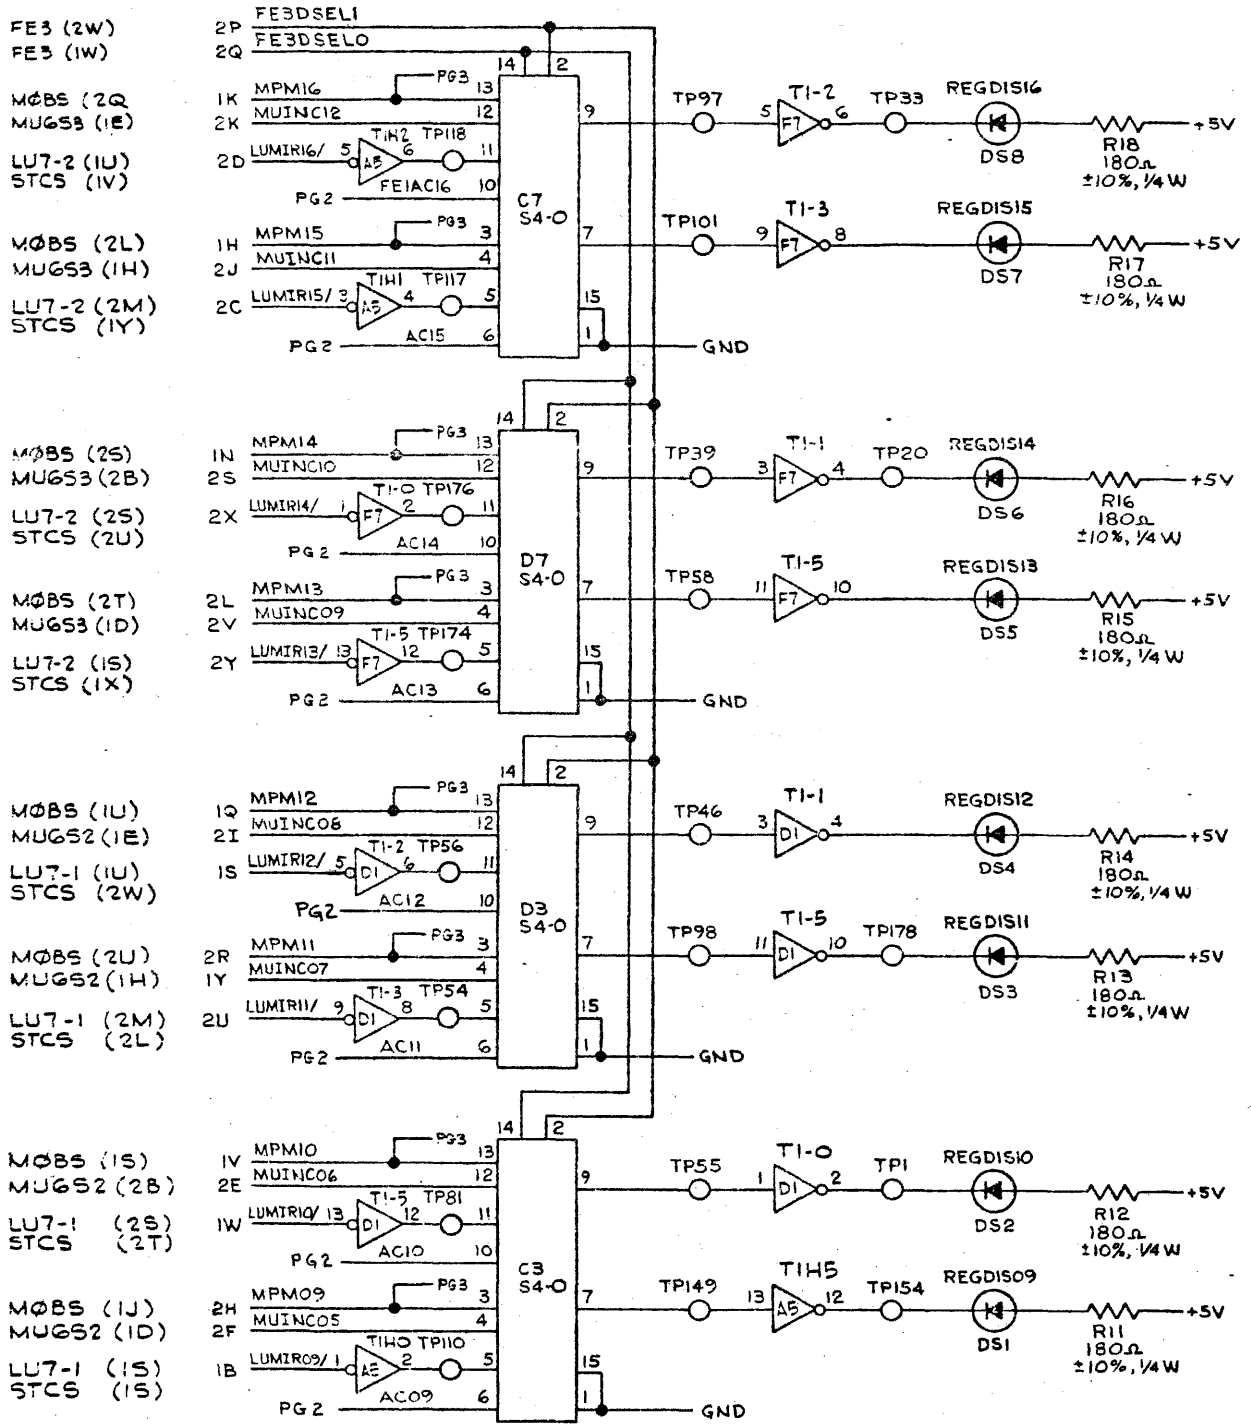 FE3 (2W) 2P FE3DSEL1
FE3 (1W) 2Q FE3DSEL0
14 2
MØBS (2Q 1K MPM16 PG3 13
MUGS3 (1E) 2K MUINC12 12 9 TP97 5 T1-2 F7 6 TP33 REGDIS16 DS8 +5V
R18
180Ω
±10%, 1/4W
LU7-2 (1U) 2D LUMIR16/ 5 T1H2 A5 6 TP118 11
STCS (1V)
PG2 FE1AC16 10
C7
S4-0
MØBS (2L) 1H MPM15 PG3 3 7 TP101 9 T1-3 F7 8 REGDIS15 DS7 +5V
R17
180Ω
±10%, 1/4W
MUGS3 (1H) 2J MUINC11 4
LU7-2 (2M) 2C LUMIR15/ 3 T1H1 A5 4 TP117 5 15
STCS (1Y)
PG2 AC15 6 1 GND
14 2
MØBS (2S) 1N MPM14 PG3 13
MUGS3 (2B) 2S MUINC10 12 9 TP39 3 T1-1 F7 4 TP20 REGDIS14 DS6 +5V
R16
180Ω
±10%, 1/4W
LU7-2 (2S) 2X LUMIR14/ 1 T1-0 F7 2 TP176 11
STCS (2U)
PG2 AC14 10
D7
S4-0
MØBS (2T) 2L MPM13 PG3 3 7 TP58 11 T1-5 F7 10 REGDIS13 DS5 +5V
R15
180Ω
±10%, 1/4W
MUGS3 (1D) 2V MUINC09 4
LU7-2 (1S) 2Y LUMIR13/ 13 T1-5 F7 12 TP174 5 15
STCS (1X)
PG2 AC13 6 1 GND
14 2
MØBS (1U) 1Q MPM12 PG3 13
MUGS2 (1E) 2I MUINC08 12 9 TP46 3 T1-1 D1 4 REGDIS12 DS4 +5V
R14
180Ω
±10%, 1/4W
LU7-1 (1U) 1S LUMIR12/ 5 T1-2 D1 6 TP56 11
STCS (2W)
PG2 AC12 10
D3
S4-0
MØBS (2U) 2R MPM11 PG3 3 7 TP98 11 T1-5 D1 10 TP178 REGDIS11 DS3 +5V
R13
180Ω
±10%, 1/4W
MUGS2 (1H) 1Y MUINC07 4
LU7-1 (2M) 2U LUMIR11/ 9 T1-3 D1 8 TP54 5 15
STCS (2L)
PG2 AC11 6 1 GND
14 2
MØBS (1S) 1V MPM10 PG3 13
MUGS2 (2B) 2E MUINC06 12 9 TP55 1 T1-0 D1 2 TP1 REGDIS10 DS2 +5V
R12
180Ω
±10%, 1/4W
LU7-1 (2S) 1W LUMIR10/ 13 T1-5 D1 12 TP81 11
STCS (2T)
PG2 AC10 10
C3
S4-0
MØBS (1J) 2H MPM09 PG3 3 7 TP149 13 T1H5 A5 12 TP154 REGDIS09 DS1 +5V
R11
180Ω
±10%, 1/4W
MUGS2 (1D) 2F MUINC05 4
LU7-1 (1S) 1B LUMIR09/ 1 T1H0 2 TP110 5 15
STCS (1S)
PG2 AC09 6 1 GND